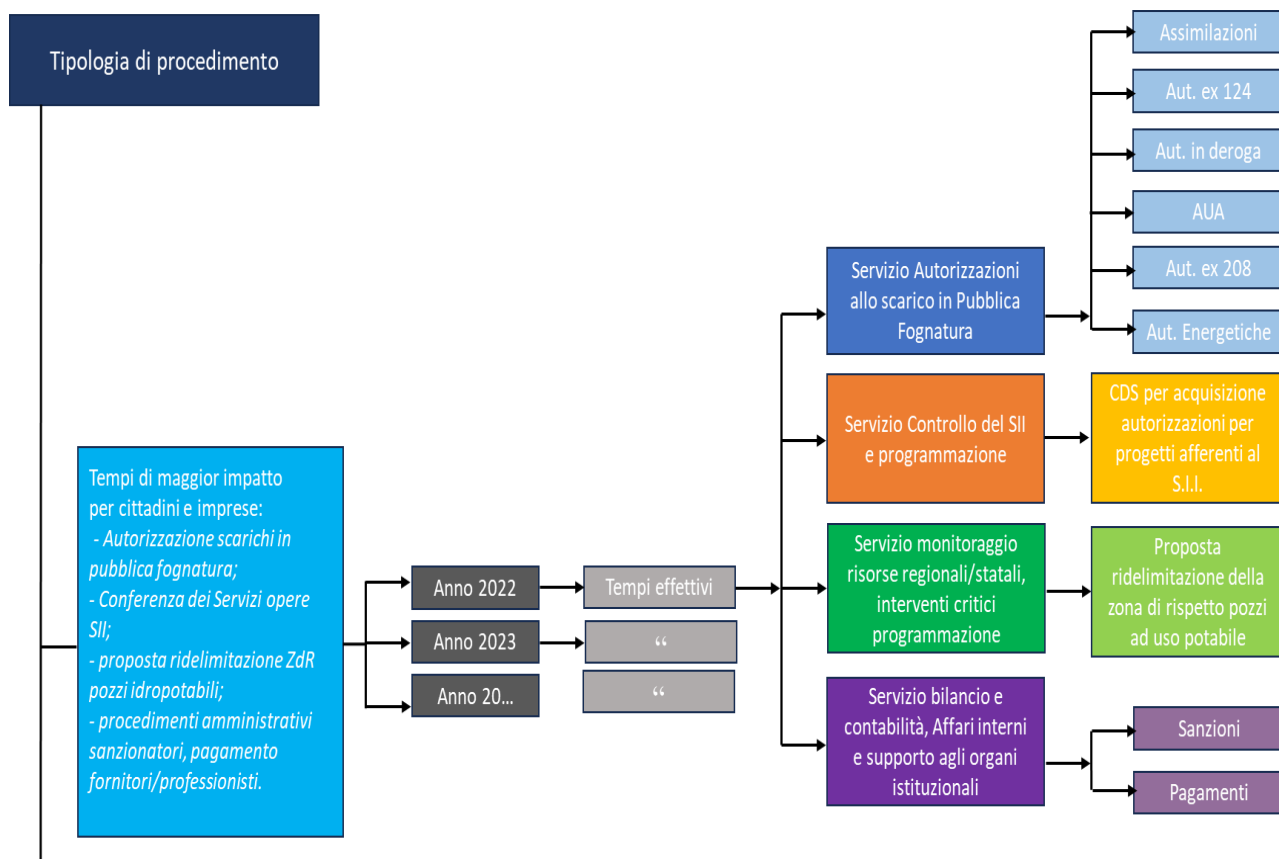 Tipologia di procedimento
Tempi di maggior impatto
per cittadini e imprese:
- Autorizzazione scarichi in
pubblica fognatura;
- Conferenza dei Servizi opere
SII;
- proposta ridelimitazione ZdR
pozzi idropotabili;
- procedimenti amministrativi
sanzionatori, pagamento
fornitori/professionisti.
Anno 2022
Tempi effettivi
Anno 2023
“
Anno 20...
“
Servizio Autorizzazioni
allo scarico in Pubblica
Fognatura
Assimilazioni
Aut. ex 124
Aut. in deroga
AUA
Aut. ex 208
Aut. Energetiche
Servizio Controllo del SII
e programmazione
CDS per acquisizione
autorizzazioni per
progetti afferenti al
S.I.I.
Servizio monitoraggio
risorse regionali/statali,
interventi critici
programmazione
Proposta
ridelimitazione della
zona di rispetto pozzi
ad uso potabile
Servizio bilancio e
contabilità, Affari interni
e supporto agli organi
istituzionali
Sanzioni
Pagamenti